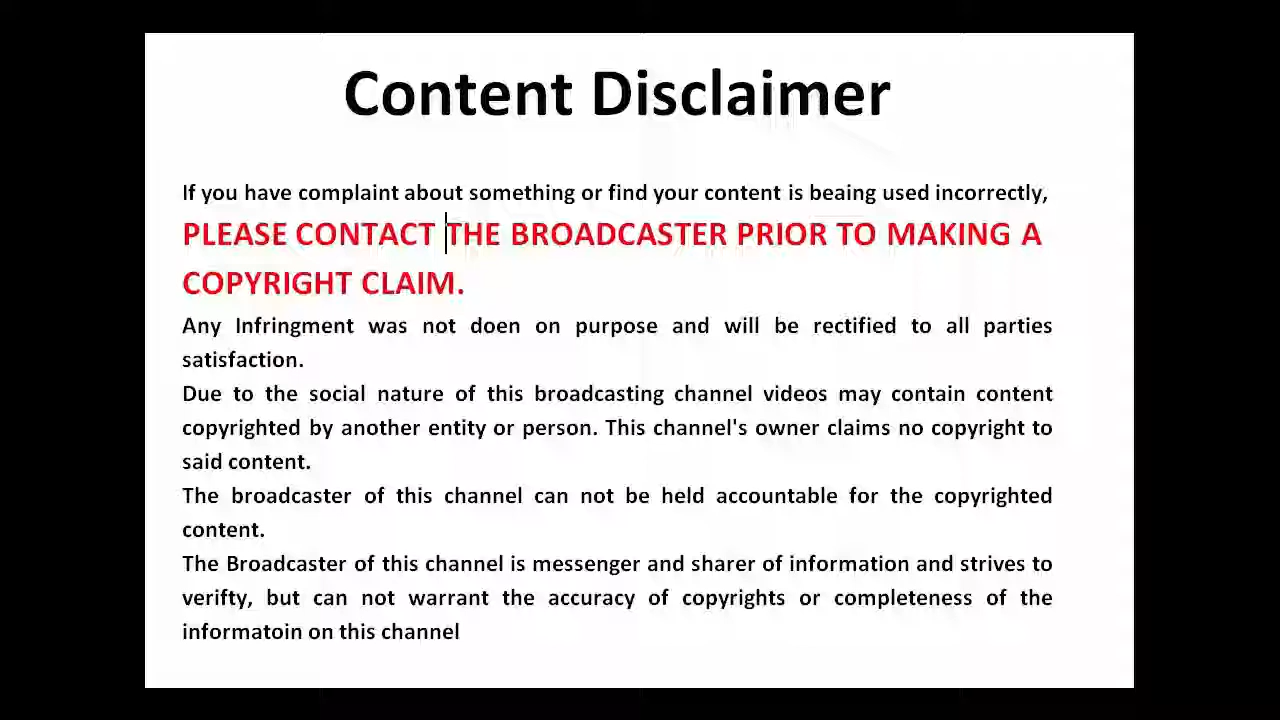 Content Disclaimer
If you have complaint about something or find your content is beaing used incorrectly,
PLEASE CONTACT THE BROADCASTER PRIOR TO MAKING A
COPYRIGHT CLAIM.
Any Infringment was not doen on purpose and will be rectified to all parties
satisfaction.
Due to the social nature of this broadcasting channel videos may contain content
copyrighted by another entity or person. This channel's owner claims no copyright to
said content.
The broadcaster of this channel can not be held accountable for the copyrighted
content.
The Broadcaster of this channel is messenger and sharer of information and strives to
verifty, but can not warrant the accuracy of copyrights or completeness of the
informatoin on this channel